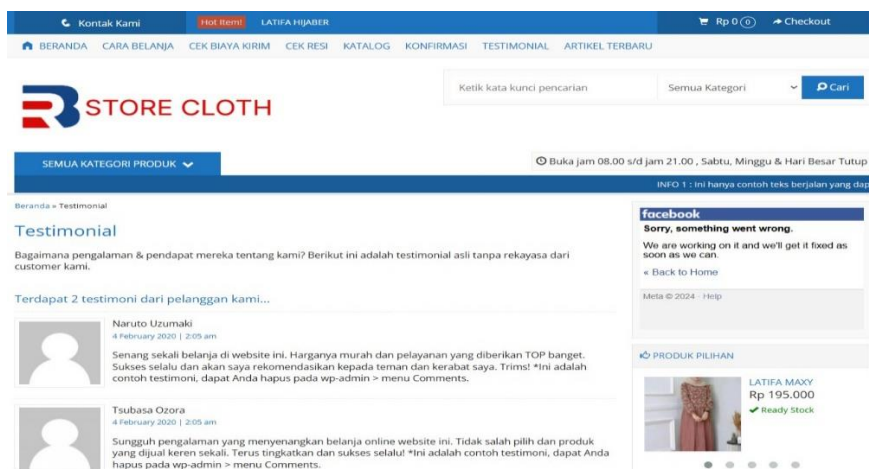 Kontak Kami Hot Item! LATIFA HIJABER Rp 0 (0) Checkout
BERANDA CARA BELANJA CEK BIAYA KIRIM CEK RESI KATALOG KONFIRMASI TESTIMONIAL ARTIKEL TERBARU
Ketik kata kunci pencarian Semua Kategori Cari
RB STORE CLOTH
SEMUA KATEGORI PRODUK
Buka jam 08.00 s/d jam 21.00 , Sabtu, Minggu & Hari Besar Tutup
INFO 1 : Ini hanya contoh teks berjalan yang dap
Beranda » Testimonial
Testimonial
Bagaimana pengalaman & pendapat mereka tentang kami? Berikut ini adalah testimonial asli tanpa rekayasa dari
customer kami.
Terdapat 2 testimoni dari pelanggan kami...
Naruto Uzumaki
4 February 2020 | 2:05 am
Senang sekali belanja di website ini. Harganya murah dan pelayanan yang diberikan TOP banget.
Sukses selalu dan akan saya rekomendasikan kepada teman dan kerabat saya. Trims! *Ini adalah
contoh testimoni, dapat Anda hapus pada wp-admin > menu Comments.
Tsubasa Ozora
4 February 2020 | 2:05 am
Sungguh pengalaman yang menyenangkan belanja online website ini. Tidak salah pilih dan produk
yang dijual keren sekali. Terus tingkatkan dan sukses selalu! *Ini adalah contoh testimoni, dapat Anda
hapus pada wp-admin > menu Comments.
facebook
Sorry, something went wrong.
We are working on it and we'll get it fixed as
soon as we can.
« Back to Home
Meta © 2024 · Help
PRODUK PILIHAN
LATIFA MAXY
Rp 195.000
Ready Stock